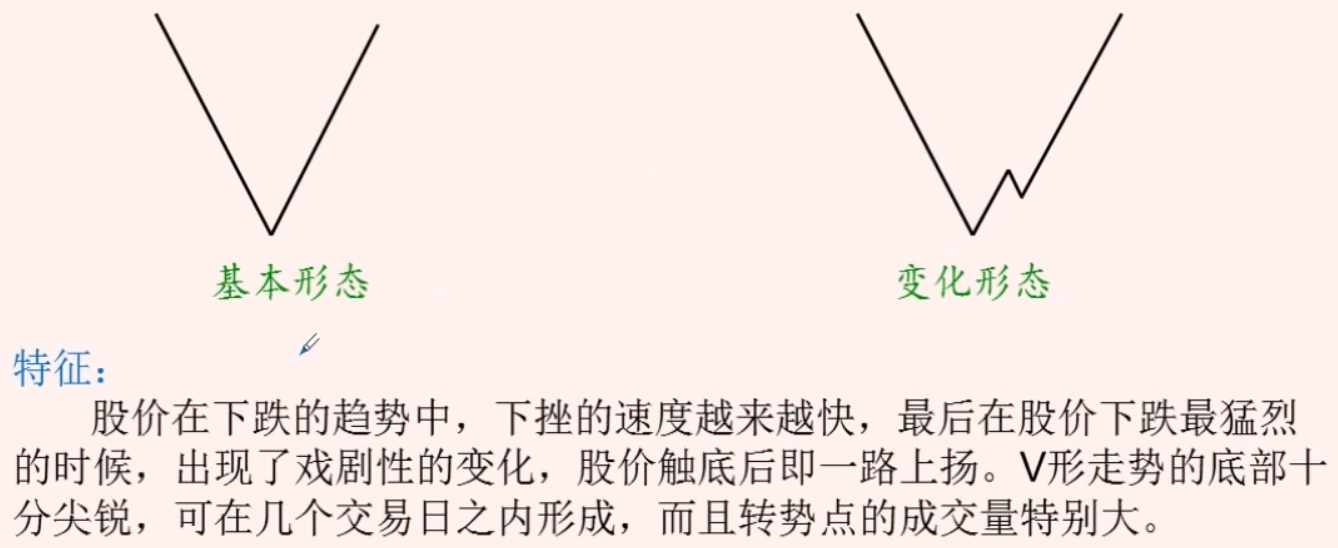 基本形态
变化形态
特征：
股价在下跌的趋势中，下挫的速度越来越快，最后在股价下跌最猛烈
的时候，出现了戏剧性的变化，股价触底后即一路上扬。V形走势的底部十
分尖锐，可在几个交易日之内形成，而且转势点的成交量特别大。